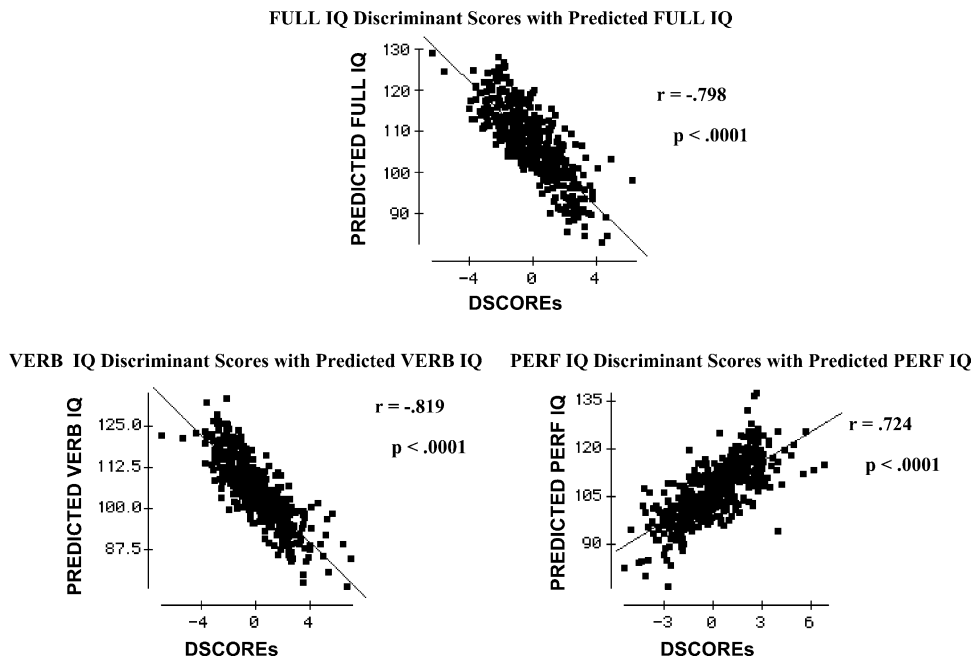 FULL IQ Discriminant Scores with Predicted FULL IQ
PREDICTED FULL IQ
130
120
110
100
90
r = -.798
p < .0001
-4 0 4
DSCOREs
VERB IQ Discriminant Scores with Predicted VERB IQ
PREDICTED VERB IQ
125.0
112.5
100.0
87.5
r = -.819
p < .0001
-4 0 4
DSCOREs
PERF IQ Discriminant Scores with Predicted PERF IQ
PREDICTED PERF IQ
135
120
105
90
r = .724
p < .0001
-3 0 3 6
DSCOREs